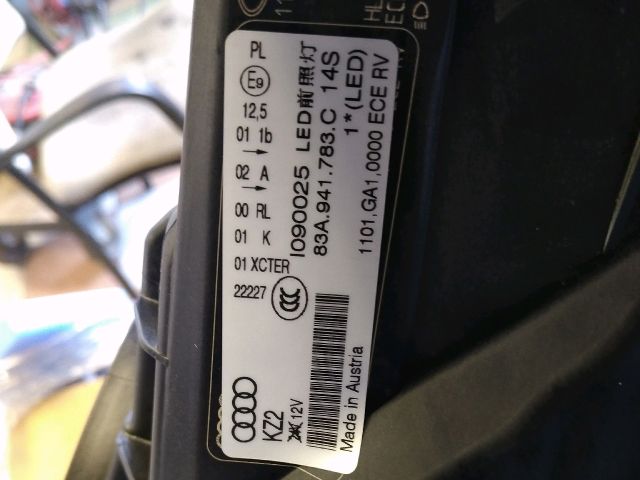 PL
E9
12,5
01 1b
02 A
00 RL
01 K
01 XCTER
22227
CCC
I090025 LED前照灯
83A.941.783.C 14S
1*(LED)
1101,GA1,0000 ECE RV
KZ2
12V
Made in Austria